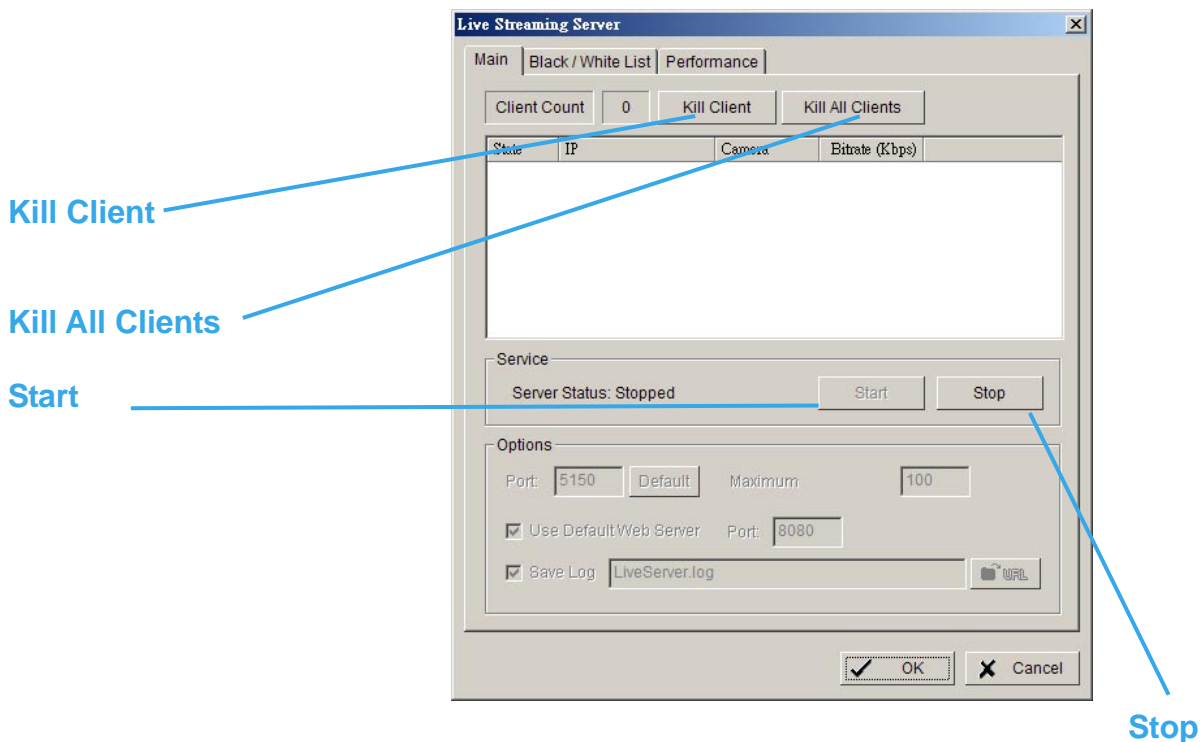 Live Streaming Server
Main Black / White List Performance
Client Count 0 Kill Client Kill All Clients
State IP Camera Bitrate (Kbps)
Kill Client
Kill All Clients
Service
Start
Server Status: Stopped Start Stop
Options
Port: 5150 Default Maximum 100
Use Default Web Server Port: 8080
Save Log LiveServer.log URL
OK Cancel
Stop